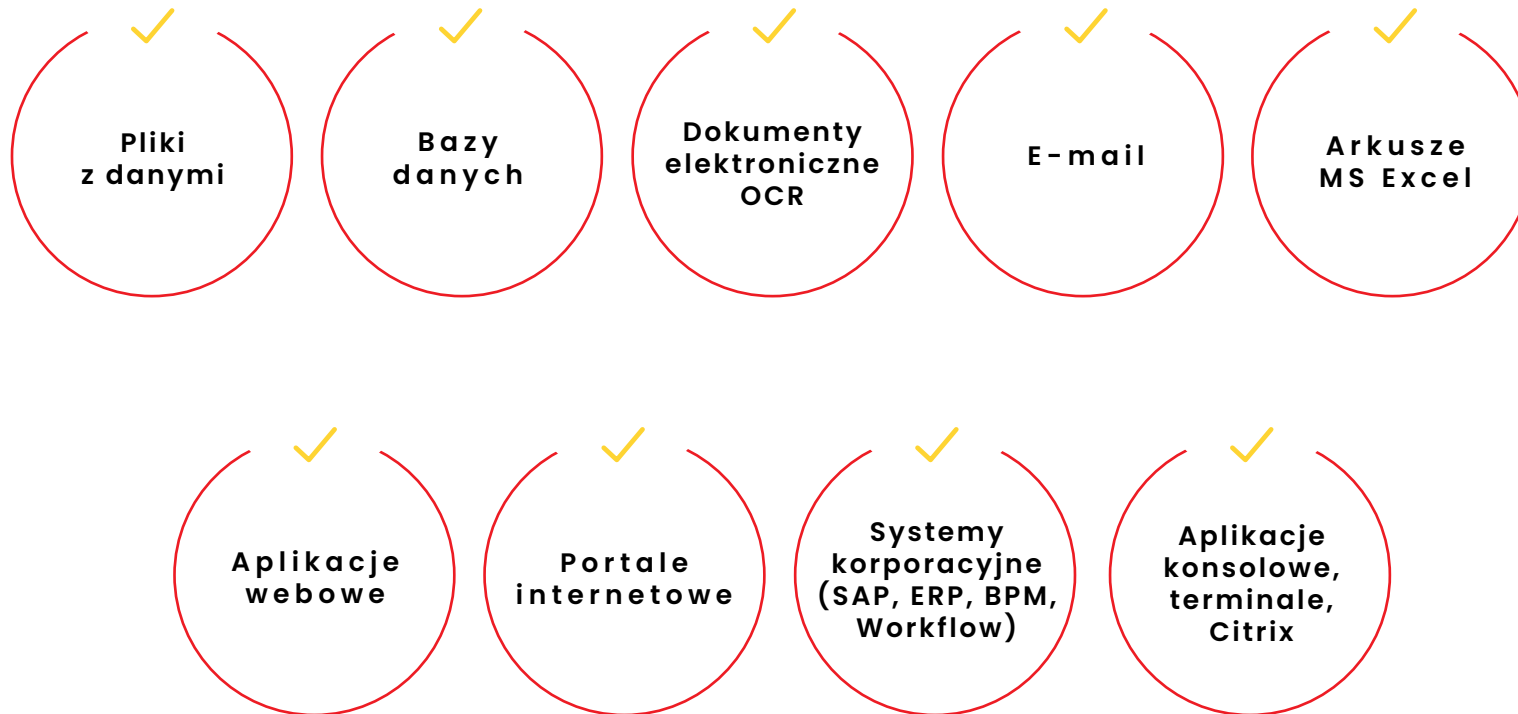 Pliki
z danymi
Bazy
danych
Dokumenty
elektroniczne
OCR
E-mail
Arkusze
MS Excel
Aplikacje
webowe
Portale
internetowe
Systemy
korporacyjne
(SAP, ERP, BPM,
Workflow)
Aplikacje
konsolowe,
terminale,
Citrix